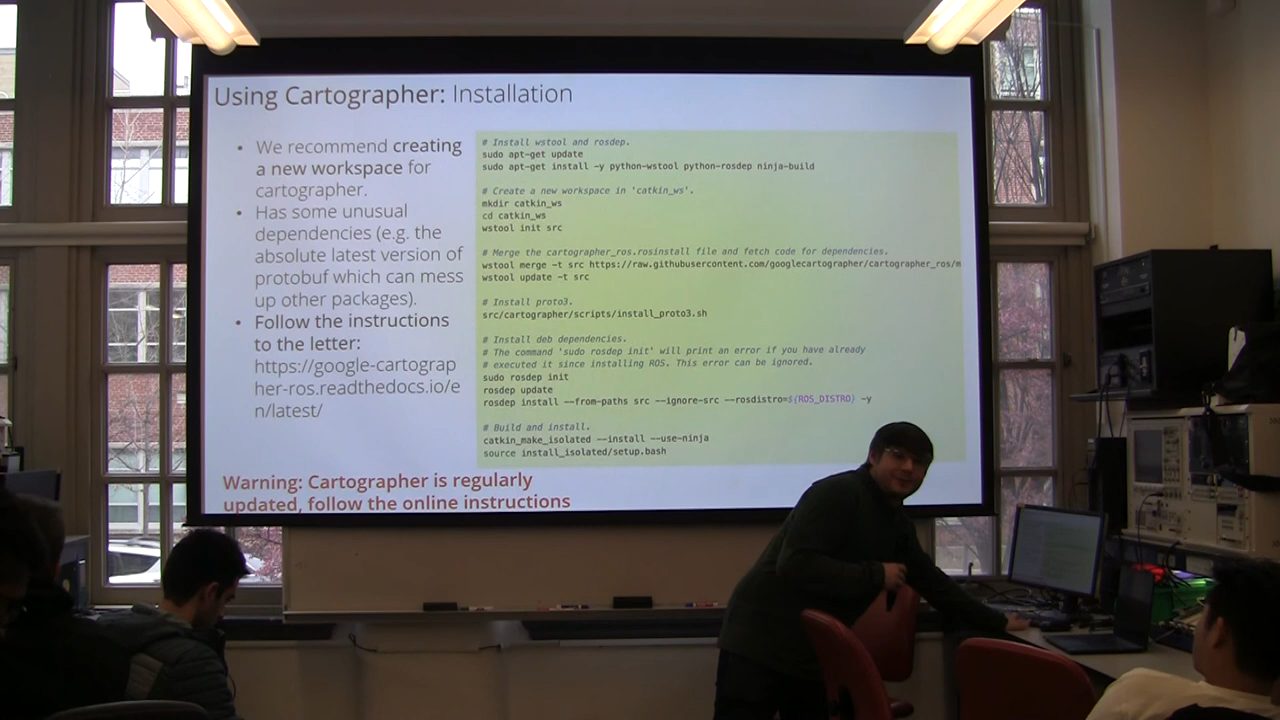 Using Cartographer: Installation
• We recommend creating
a new workspace for
cartographer.
• Has some unusual
dependencies (e.g. the
absolute latest version of
protobuf which can mess
up other packages).
• Follow the instructions
to the letter:
https://google-cartograp
her-ros.readthedocs.io/e
n/latest/
Warning: Cartographer is regularly
updated, follow the online instructions
# Install wstool and rosdep.
sudo apt-get update
sudo apt-get install -y python-wstool python-rosdep ninja-build
# Create a new workspace in 'catkin_ws'.
mkdir catkin_ws
cd catkin_ws
wstool init src
# Merge the cartographer_ros.rosinstall file and fetch code for dependencies.
wstool merge -t src https://raw.githubusercontent.com/googlecartographer/cartographer_ros/m
wstool update -t src
# Install proto3.
src/cartographer/scripts/install_proto3.sh
# Install deb dependencies.
# The command 'sudo rosdep init' will print an error if you have already
# executed it since installing ROS. This error can be ignored.
sudo rosdep init
rosdep update
rosdep install --from-paths src --ignore-src --rosdistro=${ROS_DISTRO} -y
# Build and install.
catkin_make_isolated --install --use-ninja
source install_isolated/setup.bash